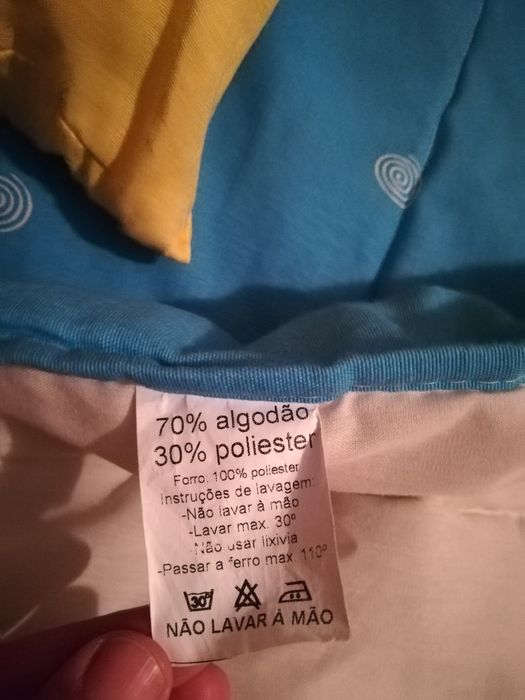 70% algodão
30% poliester
Forro: 100% poliester
Instruções de lavagem:
-Não lavar à mão
-Lavar max. 30º
-Não usar lixivia
-Passar a ferro max. 110º
30°
NÃO LAVAR À MÃO